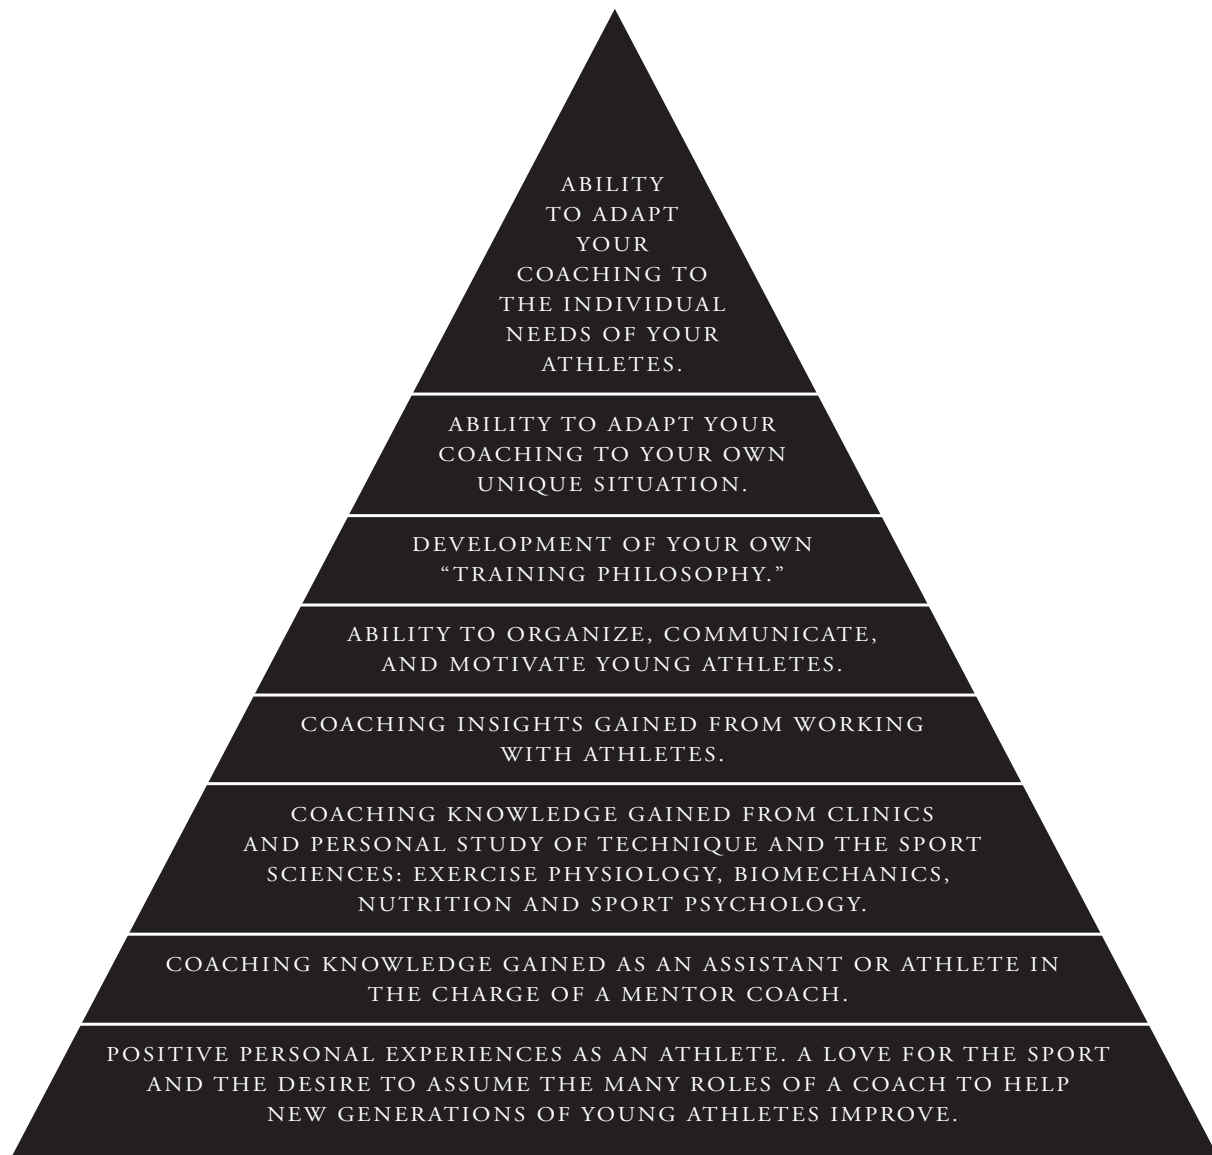 ABILITY
TO ADAPT
YOUR
COACHING TO
THE INDIVIDUAL
NEEDS OF YOUR
ATHLETES.
ABILITY TO ADAPT YOUR
COACHING TO YOUR OWN
UNIQUE SITUATION.
DEVELOPMENT OF YOUR OWN
“TRAINING PHILOSOPHY.”
ABILITY TO ORGANIZE, COMMUNICATE,
AND MOTIVATE YOUNG ATHLETES.
COACHING INSIGHTS GAINED FROM WORKING
WITH ATHLETES.
COACHING KNOWLEDGE GAINED FROM CLINICS
AND PERSONAL STUDY OF TECHNIQUE AND THE SPORT
SCIENCES: EXERCISE PHYSIOLOGY, BIOMECHANICS,
NUTRITION AND SPORT PSYCHOLOGY.
COACHING KNOWLEDGE GAINED AS AN ASSISTANT OR ATHLETE IN
THE CHARGE OF A MENTOR COACH.
POSITIVE PERSONAL EXPERIENCES AS AN ATHLETE. A LOVE FOR THE SPORT
AND THE DESIRE TO ASSUME THE MANY ROLES OF A COACH TO HELP
NEW GENERATIONS OF YOUNG ATHLETES IMPROVE.